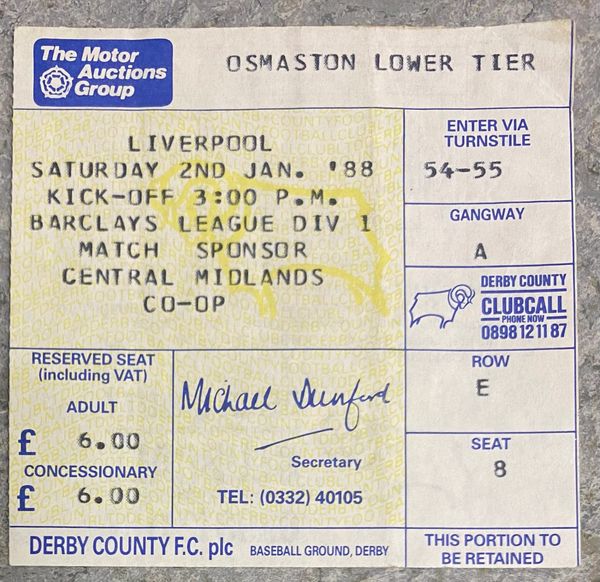 The Motor
Auctions
Group
OSMASTON LOWER TIER
LIVERPOOL
SATURDAY 2ND JAN. '88
KICK-OFF 3:00 P.M.
BARCLAYS LEAGUE DIV 1
MATCH SPONSOR
CENTRAL MIDLANDS
CO-OP
ENTER VIA
TURNSTILE
54-55
GANGWAY
A
DERBY COUNTY
CLUBCALL
PHONE NOW
0898 12 11 87
ROW
E
SEAT
8
RESERVED SEAT
(including VAT)
ADULT
£ 6.00
CONCESSIONARY
£ 6.00
Michael Dunford
Secretary
TEL: (0332) 40105
DERBY COUNTY F.C. plc BASEBALL GROUND, DERBY
THIS PORTION TO
BE RETAINED